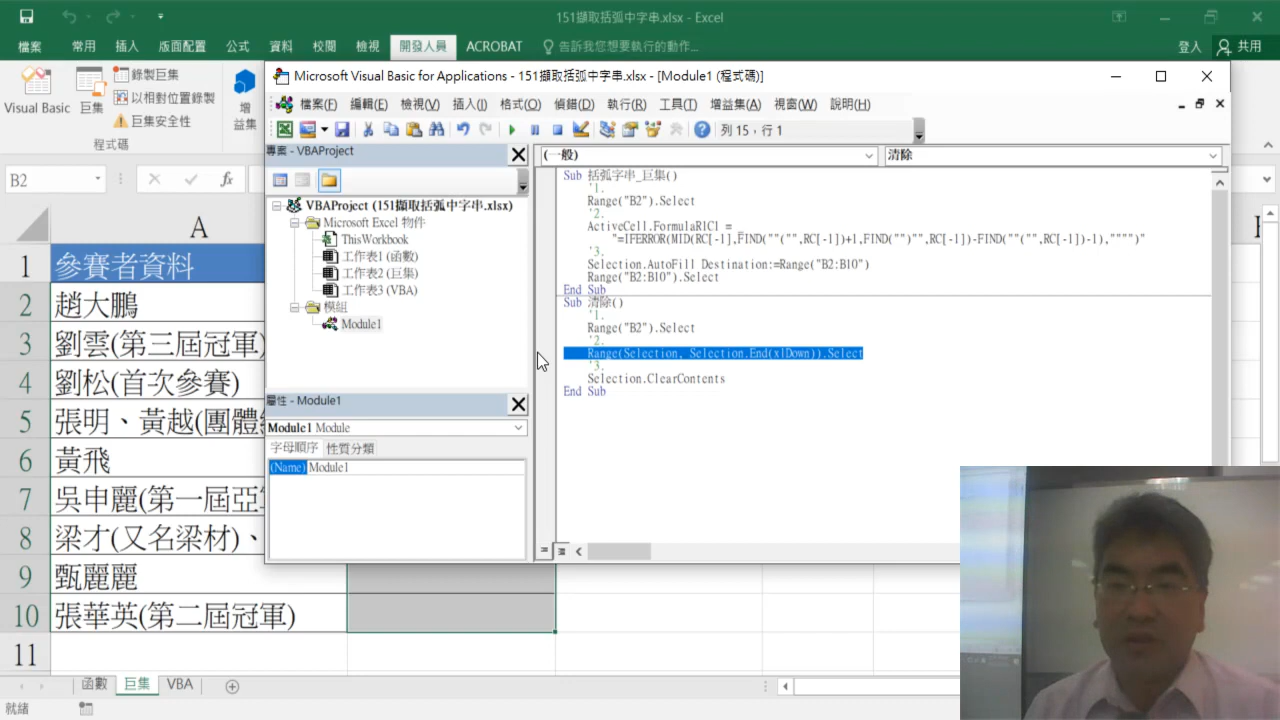 151擷取括弧中字串.xlsx - Excel
檔案 常用 插入 版面配置 公式 資料 校閱 檢視 開發人員 ACROBAT 告訴我您想要執行的動作... 登入 共用
Visual Basic 巨集 錄製巨集 以相對位置錄製 巨集安全性 增益集
程式碼
Microsoft Visual Basic for Applications - 151擷取括弧中字串.xlsx - [Module1 (程式碼)]
檔案(F) 編輯(E) 檢視(V) 插入(I) 格式(O) 偵錯(D) 執行(R) 工具(T) 增益集(A) 視窗(W) 說明(H)
列 15，行 1
專案 - VBAProject
VBAProject (151擷取括弧中字串.xlsx)
Microsoft Excel 物件
ThisWorkbook
工作表1 (函數)
工作表2 (巨集)
工作表3 (VBA)
模組
Module1
屬性 - Module1
Module1 Module
字母順序 性質分類
(Name) Module1
(一般) 清除
Sub 括弧字串_巨集()
'1.
Range("B2").Select
'2.
ActiveCell.FormulaR1C1 = _
"=IFERROR(MID(RC[-1],FIND(""("",RC[-1])+1,FIND("")"",RC[-1])-FIND(""("",RC[-1])-1),"""")"
'3.
Selection.AutoFill Destination:=Range("B2:B10")
Range("B2:B10").Select
End Sub
Sub 清除()
'1.
Range("B2").Select
'2.
Range(Selection, Selection.End(xlDown)).Select
'3.
Selection.ClearContents
End Sub
B2 fx
A
1 參賽者資料
2 趙大鵬
3 劉雲(第三屆冠軍)
4 劉松(首次參賽)
5 張明、黃越(團體
6 黃飛
7 吳申麗(第一屆亞
8 梁才(又名梁材)、
9 甄麗麗
10 張華英(第二屆冠軍)
11
函數 巨集 VBA
就緒